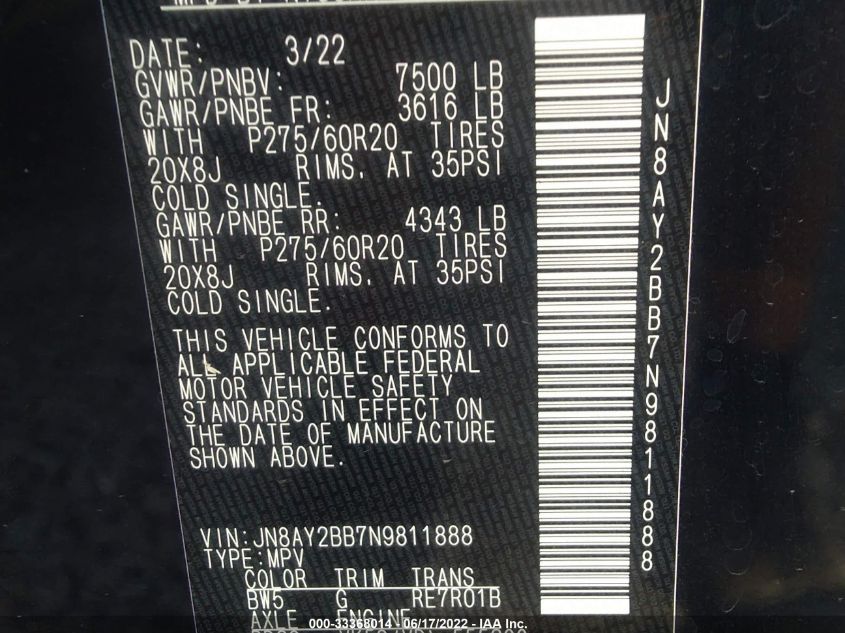 DATE: 3/22
GVWR/PNBV: 7500 LB
GAWR/PNBE FR: 3616 LB
WITH P275/60R20 TIRES
20X8J RIMS. AT 35PSI
COLD SINGLE.
GAWR/PNBE RR: 4343 LB
WITH P275/60R20 TIRES
20X8J RIMS. AT 35PSI
COLD SINGLE.
THIS VEHICLE CONFORMS TO
ALL APPLICABLE FEDERAL
MOTOR VEHICLE SAFETY
STANDARDS IN EFFECT ON
THE DATE OF MANUFACTURE
SHOWN ABOVE.
VIN:JN8AY2BB7N9811888
TYPE:MPV
COLOR TRIM TRANS
BW5 G RE7R01B
AXLE ENGINE
JN8AY2BB7N9811888
000-33368014 - 06/17/2022 - IAA Inc.